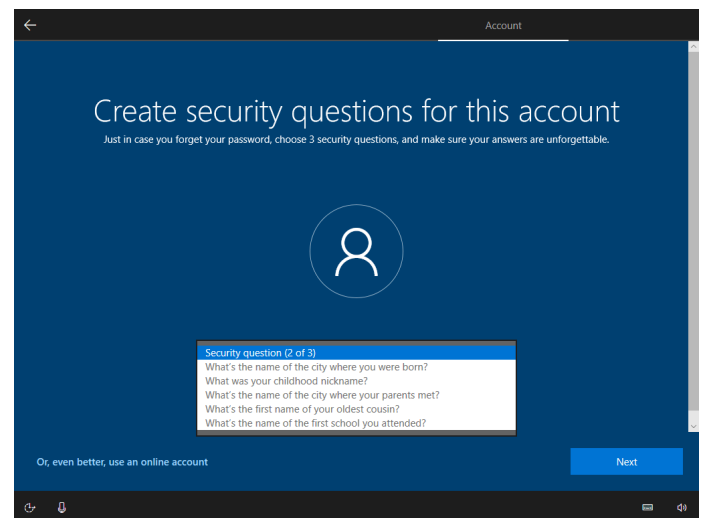 Account
Create security questions for this account
Just in case you forget your password, choose 3 security questions, and make sure your answers are unforgettable.
Security question (2 of 3)
What's the name of the city where you were born?
What was your childhood nickname?
What's the name of the city where your parents met?
What's the first name of your oldest cousin?
What's the name of the first school you attended?
Or, even better, use an online account
Next